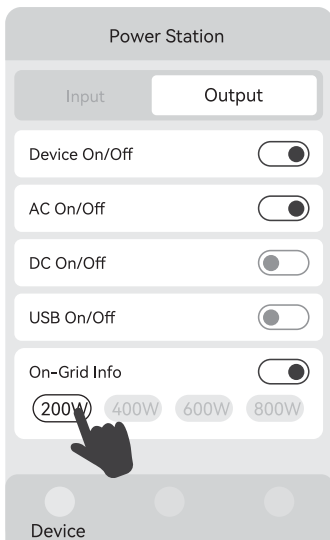 Power Station
Input Output
Device On/Off
AC On/Off
DC On/Off
USB On/Off
On-Grid Info
200W 400W 600W 800W
Device